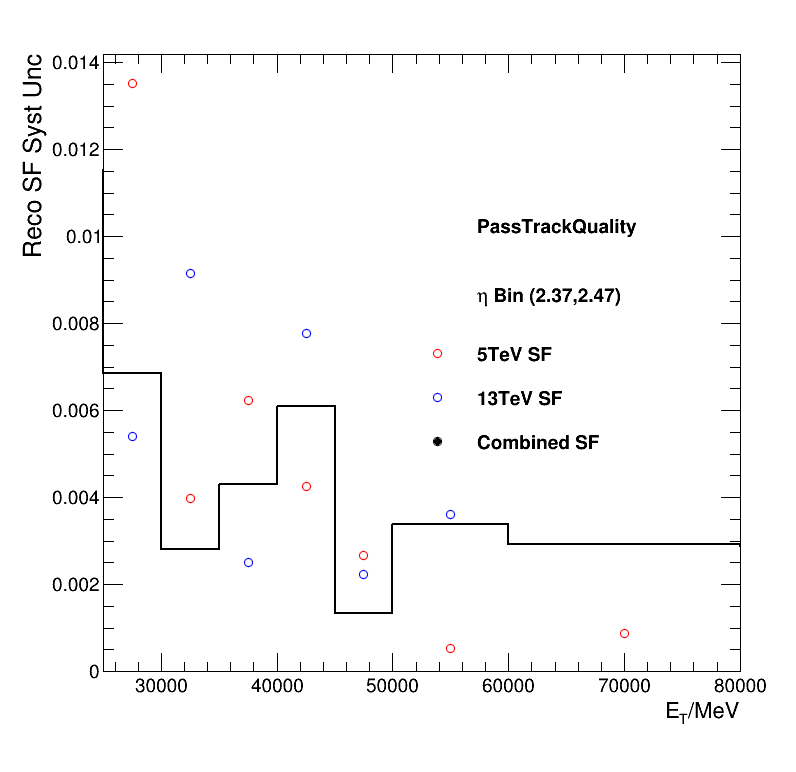 Reco SF Syst Unc
0.014
0.012
0.01
0.008
0.006
0.004
0.002
0
PassTrackQuality
η Bin (2.37,2.47)
5TeV SF
13TeV SF
Combined SF
30000 40000 50000 60000 70000 80000
E_T/MeV